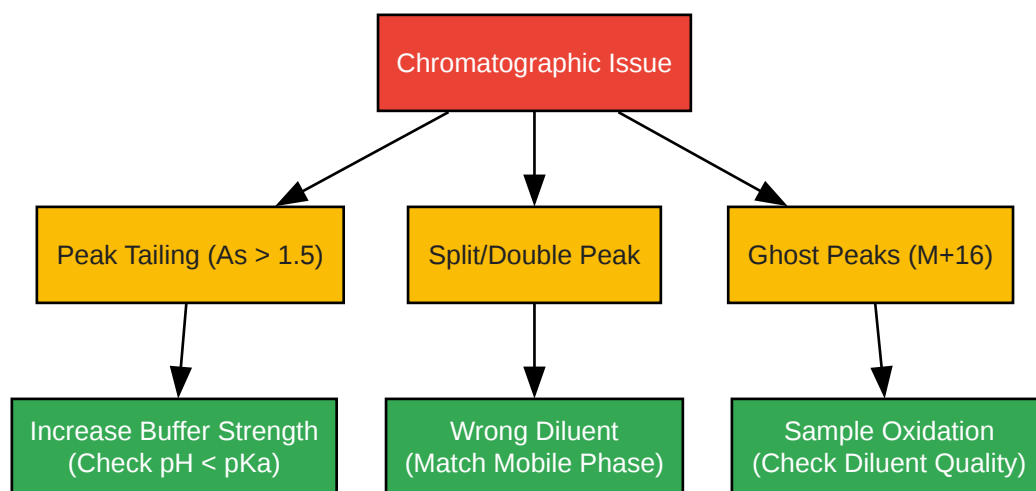 Chromatographic Issue
Peak Tailing (As > 1.5)
Split/Double Peak
Ghost Peaks (M+16)
Increase Buffer Strength
(Check pH < pKa)
Wrong Diluent
(Match Mobile Phase)
Sample Oxidation
(Check Diluent Quality)